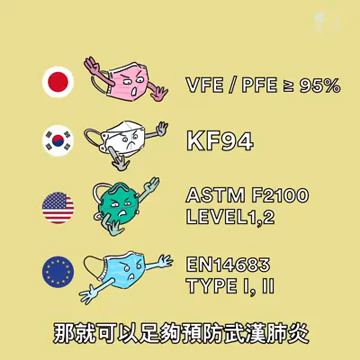 VFE / PFE ≥ 95%
KF94
ASTM F2100
LEVEL1,2
EN14683
TYPE I, II
那就可以足夠預防武漢肺炎